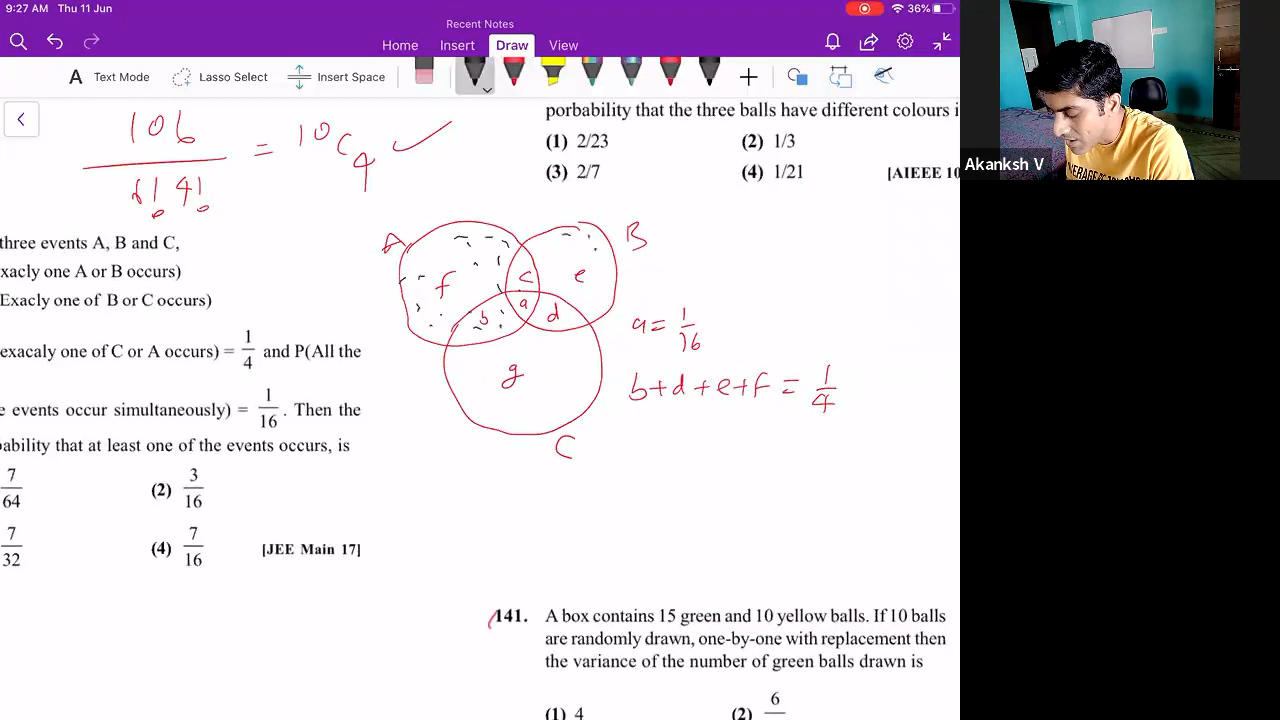 9:27 AM Thu 11 Jun
36%
Recent Notes
Home Insert Draw View
A Text Mode Lasso Select Insert Space
Akanksh V
10!
6! 4!
= 10C4
porbability that the three balls have different colours i
(1) 2/23 (2) 1/3
(3) 2/7 (4) 1/21 [AIEEE 10
three events A, B and C,
xacly one A or B occurs)
Exacly one of B or C occurs)
exacaly one of C or A occurs) = 1/4 and P(All the
e events occur simultaneously) = 1/16. Then the
bability that at least one of the events occurs, is
7/64 (2) 3/16
7/32 (4) 7/16 [JEE Main 17]
A B
f c e
a
b d
g
C
a = 1/16
b+d+e+f = 1/4
141. A box contains 15 green and 10 yellow balls. If 10 balls
are randomly drawn, one-by-one with replacement then
the variance of the number of green balls drawn is
(1) 4 (2) 6